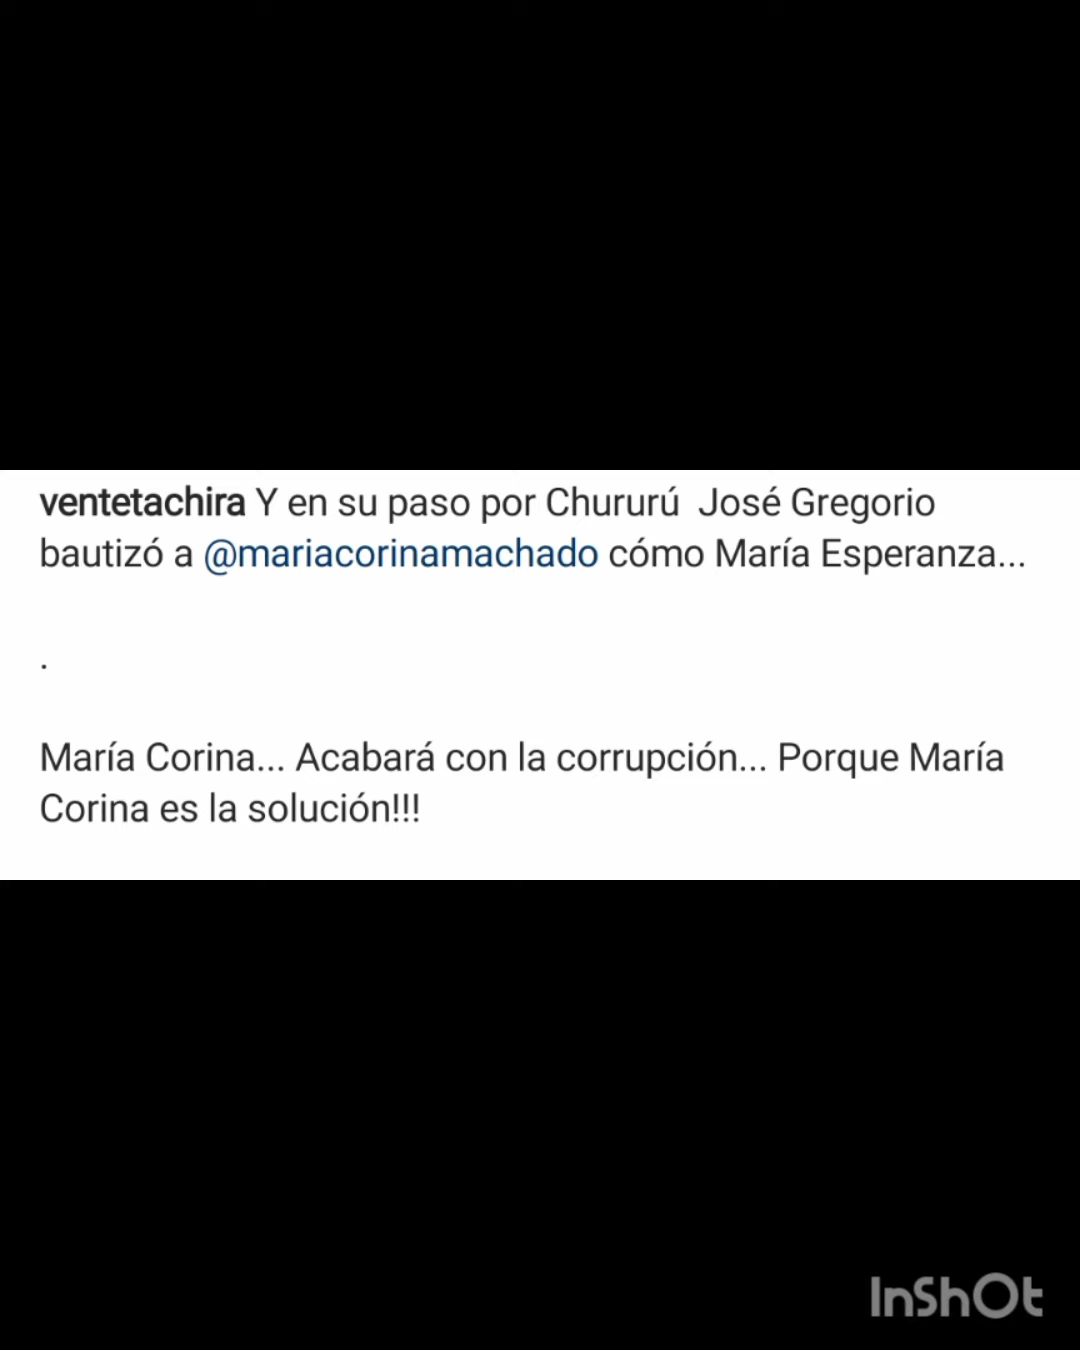 ventetachira Y en su paso por Chururú  José Gregorio
bautizó a @mariacorinamachado cómo María Esperanza...
.
María Corina... Acabará con la corrupción... Porque María
Corina es la solución!!!
InShOt